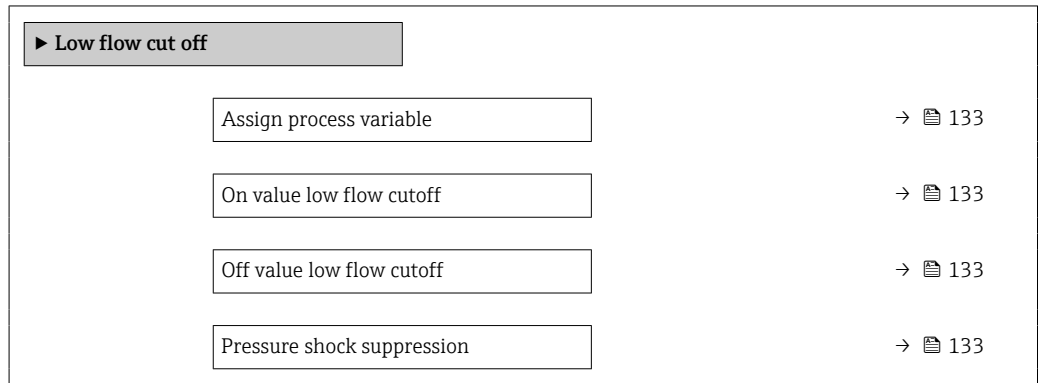 ► Low flow cut off
Assign process variable → 133
On value low flow cutoff → 133
Off value low flow cutoff → 133
Pressure shock suppression → 133